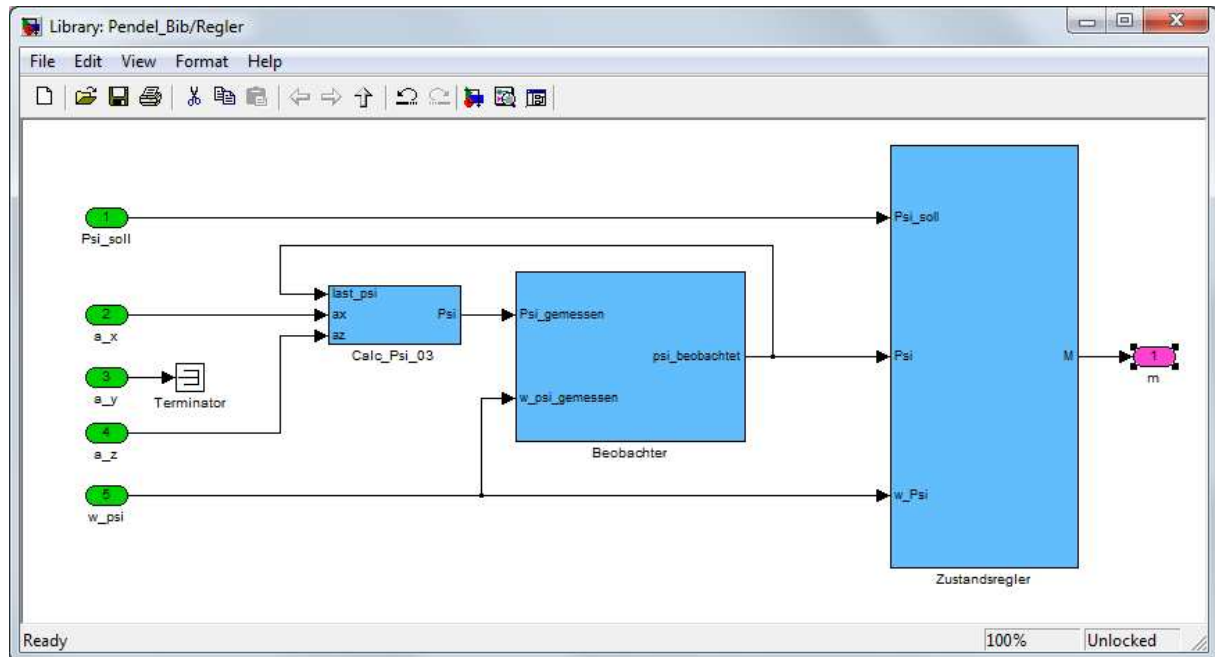 Library: Pendel_Bib/Regler
File Edit View Format Help
1
Psi_soll
Psi_soll
last_psi
ax
az
Psi
Calc_Psi_03
2
a_x
3
a_y
Terminator
4
a_z
5
w_psi
Psi_gemessen
psi_beobachtet
w_psi_gemessen
Beobachter
Psi
M
w_Psi
Zustandsregler
1
m
Ready 100% Unlocked